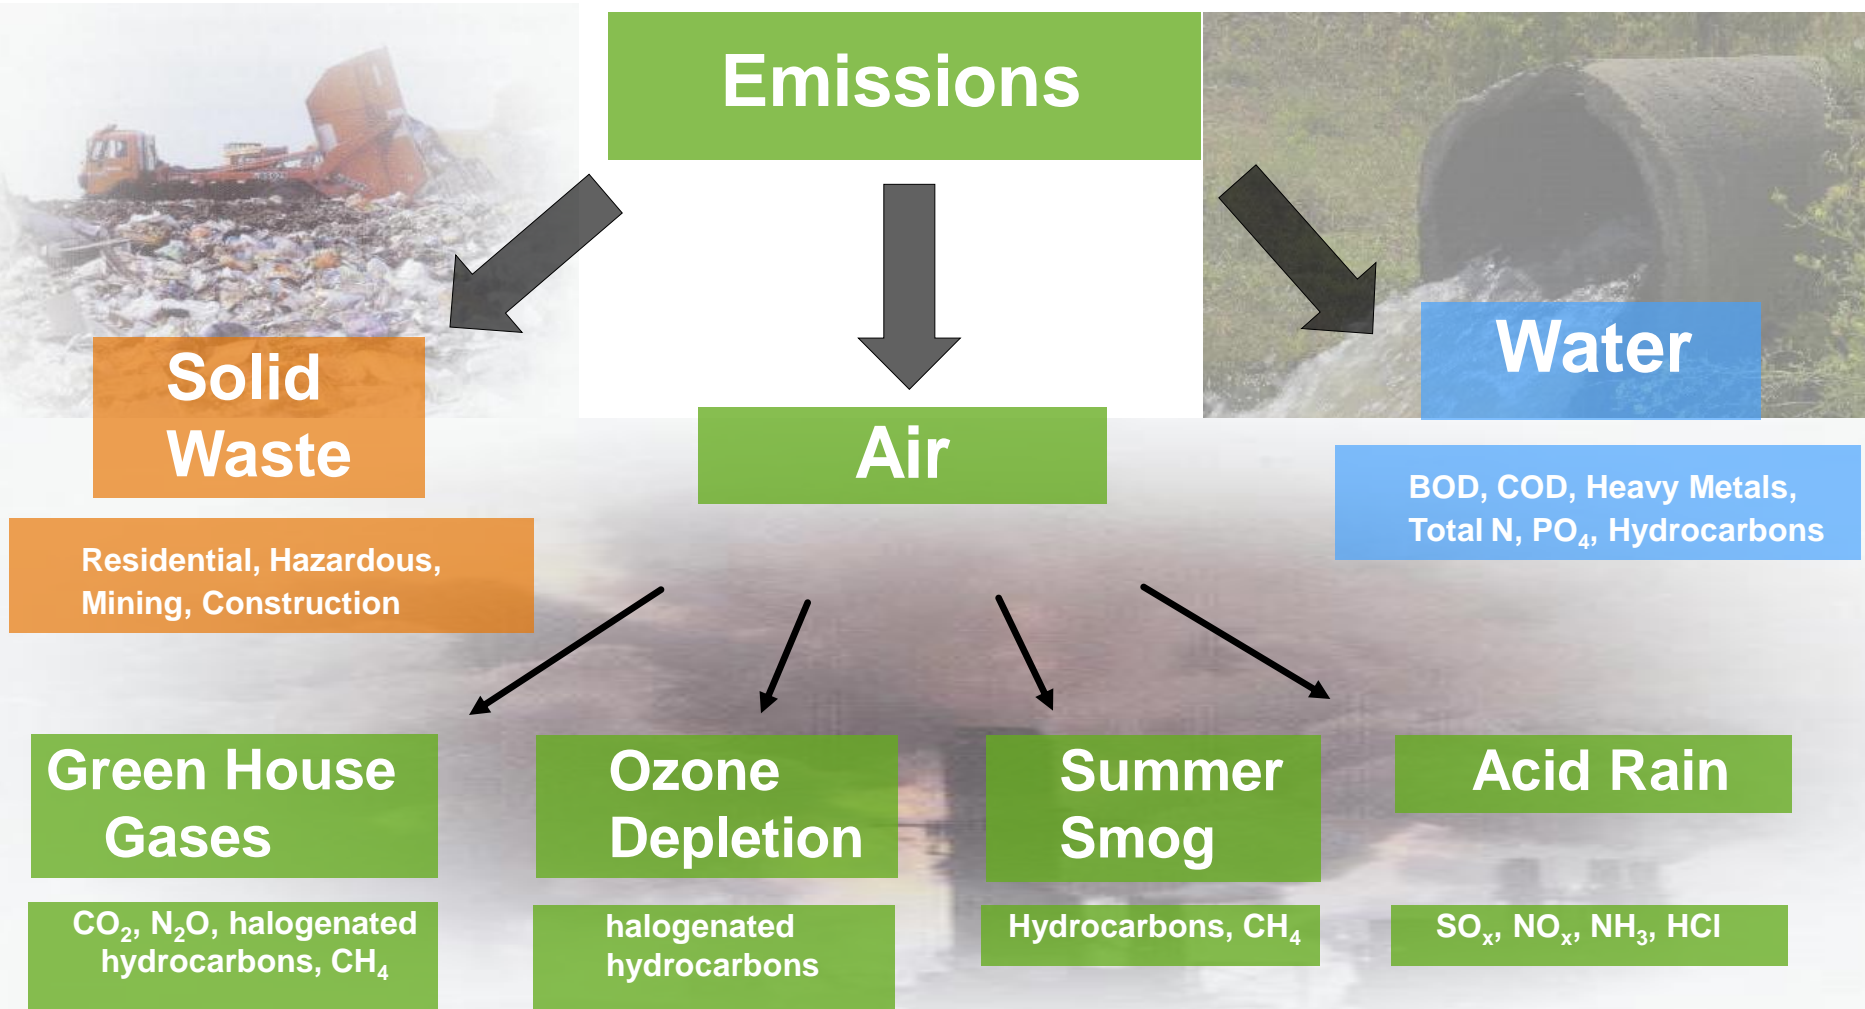 Emissions
Solid
Waste
Residential, Hazardous,
Mining, Construction
Air
Water
BOD, COD, Heavy Metals,
Total N, PO₄, Hydrocarbons
Green House
Gases
CO₂, N₂O, halogenated
hydrocarbons, CH₄
Ozone
Depletion
halogenated
hydrocarbons
Summer
Smog
Hydrocarbons, CH₄
Acid Rain
SOₓ, NOₓ, NH₃, HCl